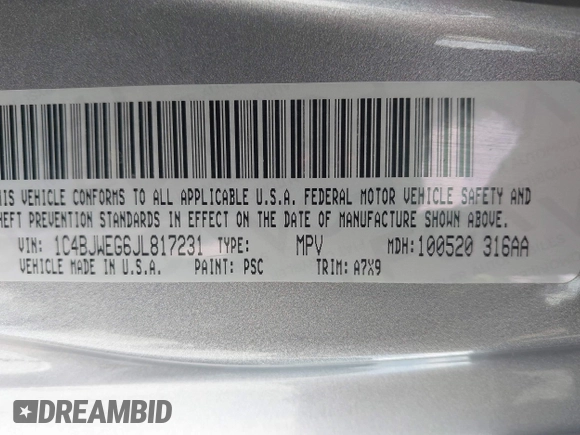 HIS VEHICLE CONFORMS TO ALL APPLICABLE U.S.A. FEDERAL MOTOR VEHICLE SAFETY AND
HEFT PREVENTION STANDARDS IN EFFECT ON THE DATE OF MANUFACTURE SHOWN ABOVE.
VIN: 1C4BJWEG6JL817231 TYPE: MPV MDH: 100520 316AA
VEHICLE MADE IN U.S.A. PAINT: PSC TRIM: A7X9
DREAMBID